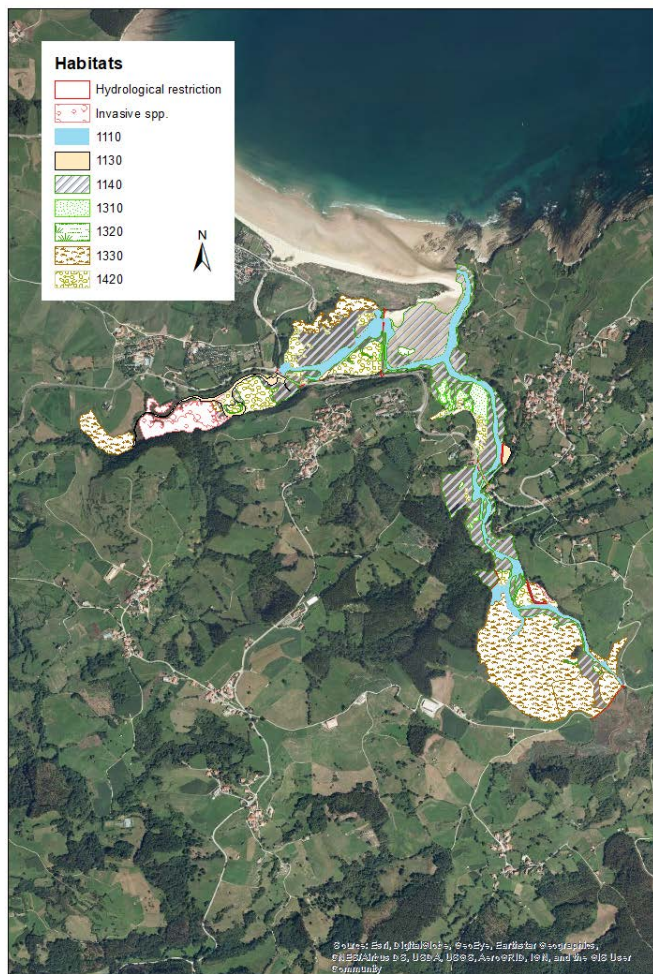 Habitats
Hydrological restriction
Invasive spp.
1110
1130
1140
1310
1320
1330
1420
N
Source: Esri, DigitalGlobe, GeoEye, Earthstar Geographics,
CNES/Airbus DS, USDA, USGS, AeroGRID, IGN, and the GIS User
Community